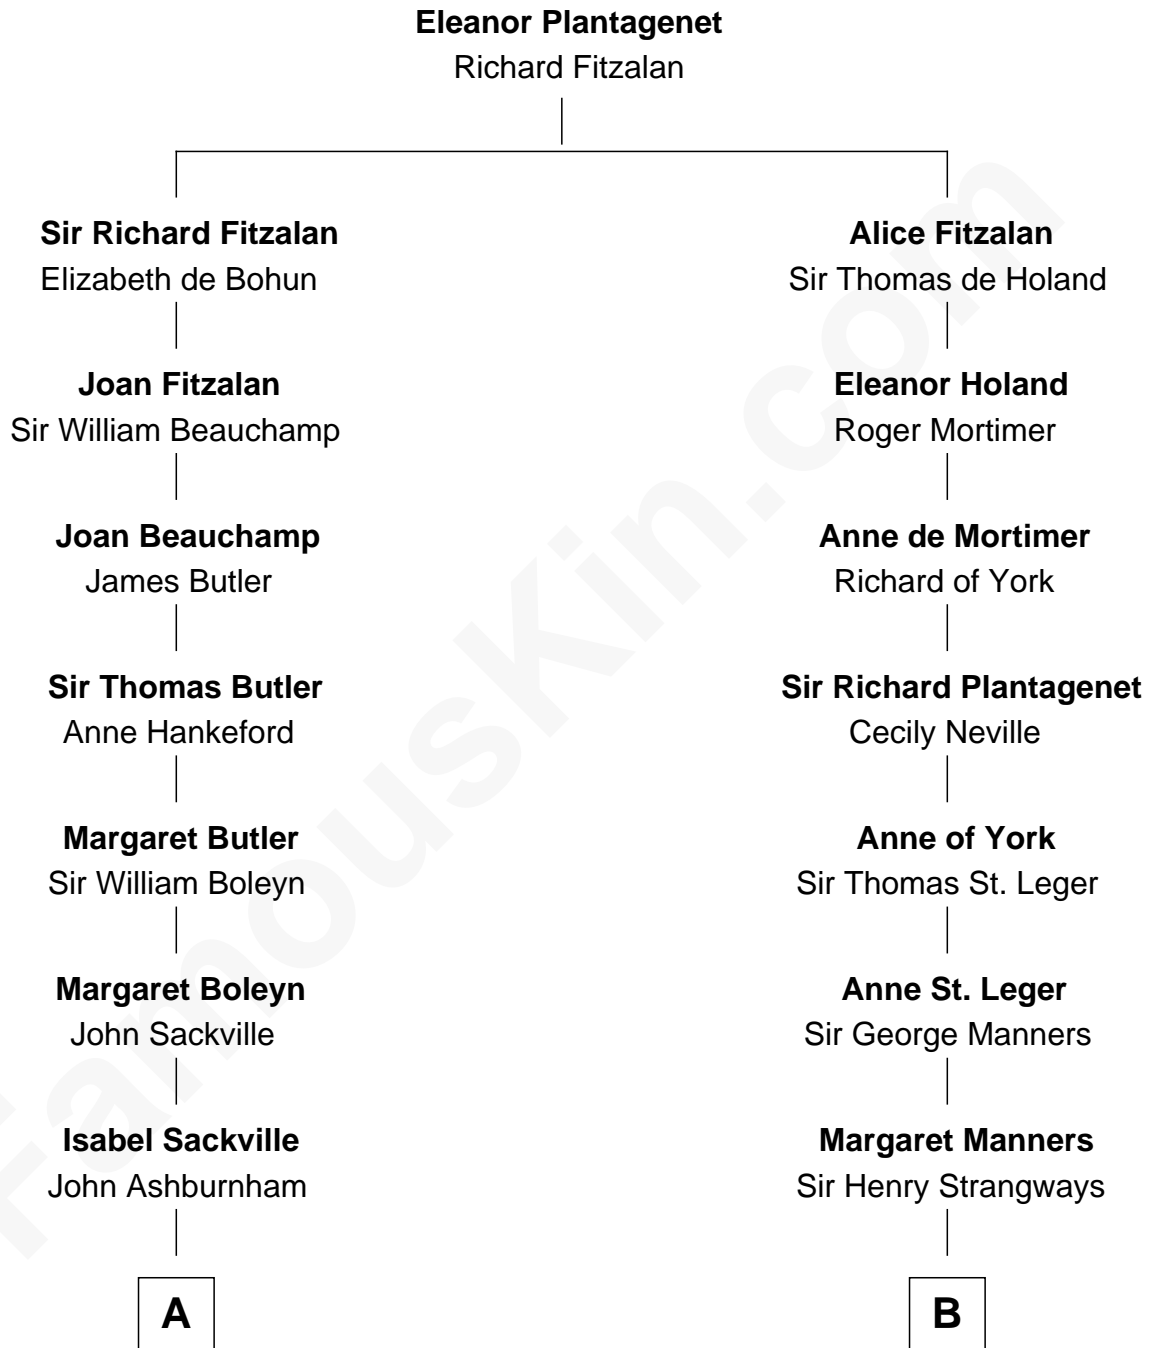 Eleanor Plantagenet
Richard Fitzalan
Sir Richard Fitzalan
Elizabeth de Bohun
Alice Fitzalan
Sir Thomas de Holand
Joan Fitzalan
Sir William Beauchamp
Eleanor Holand
Roger Mortimer
Joan Beauchamp
James Butler
Anne de Mortimer
Richard of York
Sir Thomas Butler
Anne Hankeford
Sir Richard Plantagenet
Cecily Neville
Margaret Butler
Sir William Boleyn
Anne of York
Sir Thomas St. Leger
Margaret Boleyn
John Sackville
Anne St. Leger
Sir George Manners
Isabel Sackville
John Ashburnham
Margaret Manners
Sir Henry Strangways
A
B
FamousKin.com